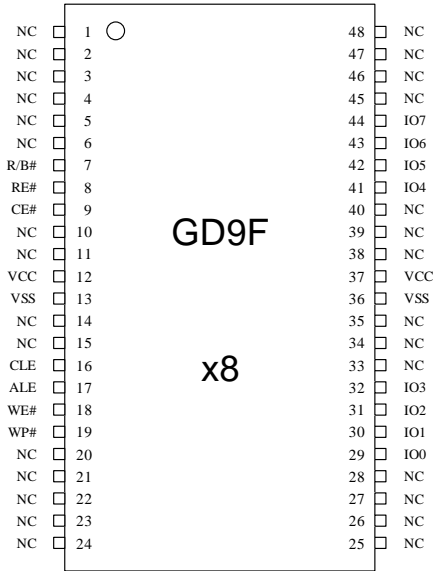 NC 1 48 NC
NC 2 47 NC
NC 3 46 NC
NC 4 45 NC
NC 5 44 IO7
NC 6 43 IO6
R/B# 7 42 IO5
RE# 8 41 IO4
CE# 9 40 NC
NC 10 39 NC
GD9F
NC 11 38 NC
VCC 12 37 VCC
VSS 13 36 VSS
NC 14 35 NC
NC 15 34 NC
CLE 16 33 NC
x8
ALE 17 32 IO3
WE# 18 31 IO2
WP# 19 30 IO1
NC 20 29 IO0
NC 21 28 NC
NC 22 27 NC
NC 23 26 NC
NC 24 25 NC